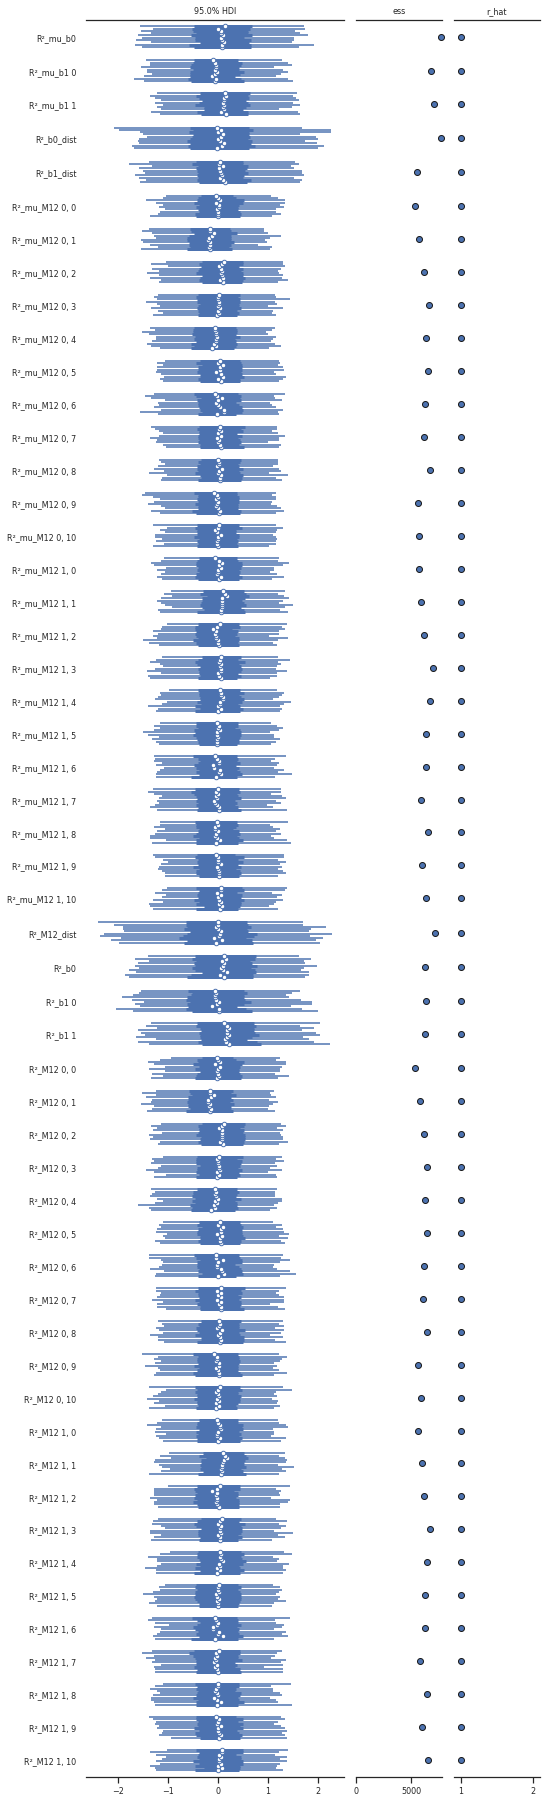 95.0% HDI ess r_hat
R²_mu_b0
R²_mu_b1 0
R²_mu_b1 1
R²_b0_dist
R²_b1_dist
R²_mu_M12 0, 0
R²_mu_M12 0, 1
R²_mu_M12 0, 2
R²_mu_M12 0, 3
R²_mu_M12 0, 4
R²_mu_M12 0, 5
R²_mu_M12 0, 6
R²_mu_M12 0, 7
R²_mu_M12 0, 8
R²_mu_M12 0, 9
R²_mu_M12 0, 10
R²_mu_M12 1, 0
R²_mu_M12 1, 1
R²_mu_M12 1, 2
R²_mu_M12 1, 3
R²_mu_M12 1, 4
R²_mu_M12 1, 5
R²_mu_M12 1, 6
R²_mu_M12 1, 7
R²_mu_M12 1, 8
R²_mu_M12 1, 9
R²_mu_M12 1, 10
R²_M12_dist
R²_b0
R²_b1 0
R²_b1 1
R²_M12 0, 0
R²_M12 0, 1
R²_M12 0, 2
R²_M12 0, 3
R²_M12 0, 4
R²_M12 0, 5
R²_M12 0, 6
R²_M12 0, 7
R²_M12 0, 8
R²_M12 0, 9
R²_M12 0, 10
R²_M12 1, 0
R²_M12 1, 1
R²_M12 1, 2
R²_M12 1, 3
R²_M12 1, 4
R²_M12 1, 5
R²_M12 1, 6
R²_M12 1, 7
R²_M12 1, 8
R²_M12 1, 9
R²_M12 1, 10
−2 −1 0 1 2 0 5000 1 2